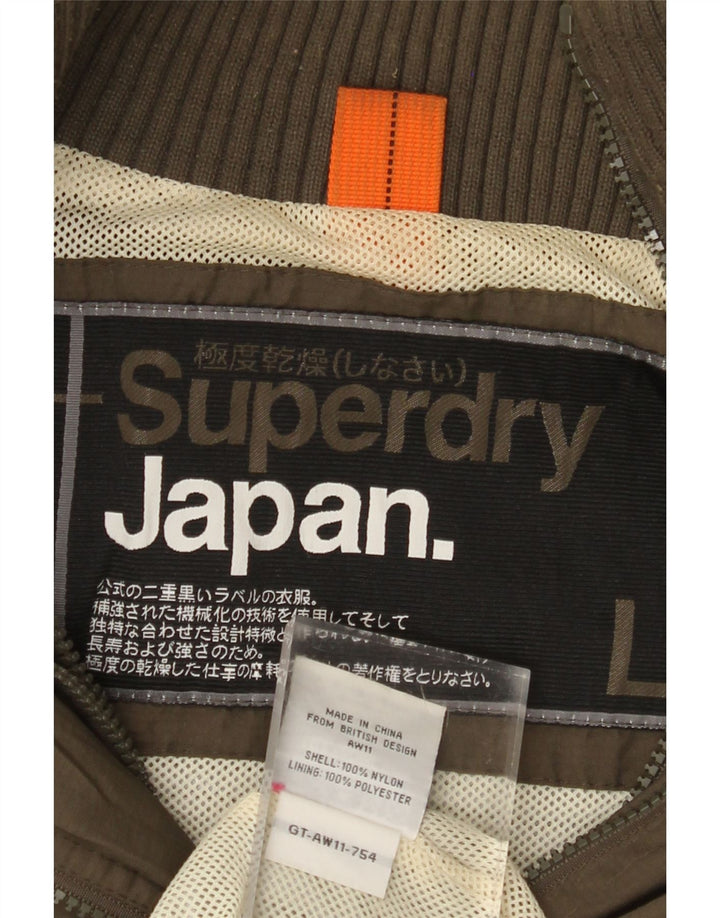 極度乾燥(しなさい)
Superdry
Japan.
公式の二重黒いラベルの衣服。
補強された機械化の技術を使用してそして
独特な合わせた設計特徴と
長寿および強さのため。
極度の乾燥した仕事の摩耗 の著作権をとりなさい。
L
MADE IN CHINA
FROM BRITISH DESIGN
AW11
SHELL: 100% NYLON
LINING: 100% POLYESTER
GT-AW11-754